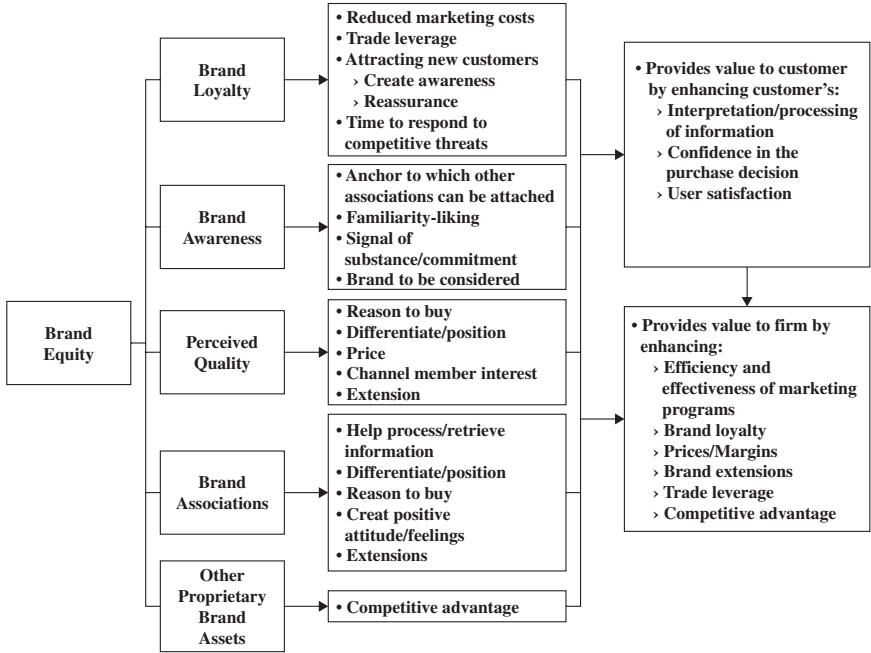 Brand
Equity
Brand
Loyalty
• Reduced marketing costs
• Trade leverage
• Attracting new customers
› Create awareness
› Reassurance
• Time to respond to
competitive threats
Brand
Awareness
• Anchor to which other
associations can be attached
• Familiarity-liking
• Signal of
substance/commitment
• Brand to be considered
Perceived
Quality
• Reason to buy
• Differentiate/position
• Price
• Channel member interest
• Extension
Brand
Associations
• Help process/retrieve
information
• Differentiate/position
• Reason to buy
• Creat positive
attitude/feelings
• Extensions
Other
Proprietary
Brand
Assets
• Competitive advantage
• Provides value to customer
by enhancing customer's:
› Interpretation/processing
of information
› Confidence in the
purchase decision
› User satisfaction
• Provides value to firm by
enhancing:
› Efficiency and
effectiveness of marketing
programs
› Brand loyalty
› Prices/Margins
› Brand extensions
› Trade leverage
› Competitive advantage